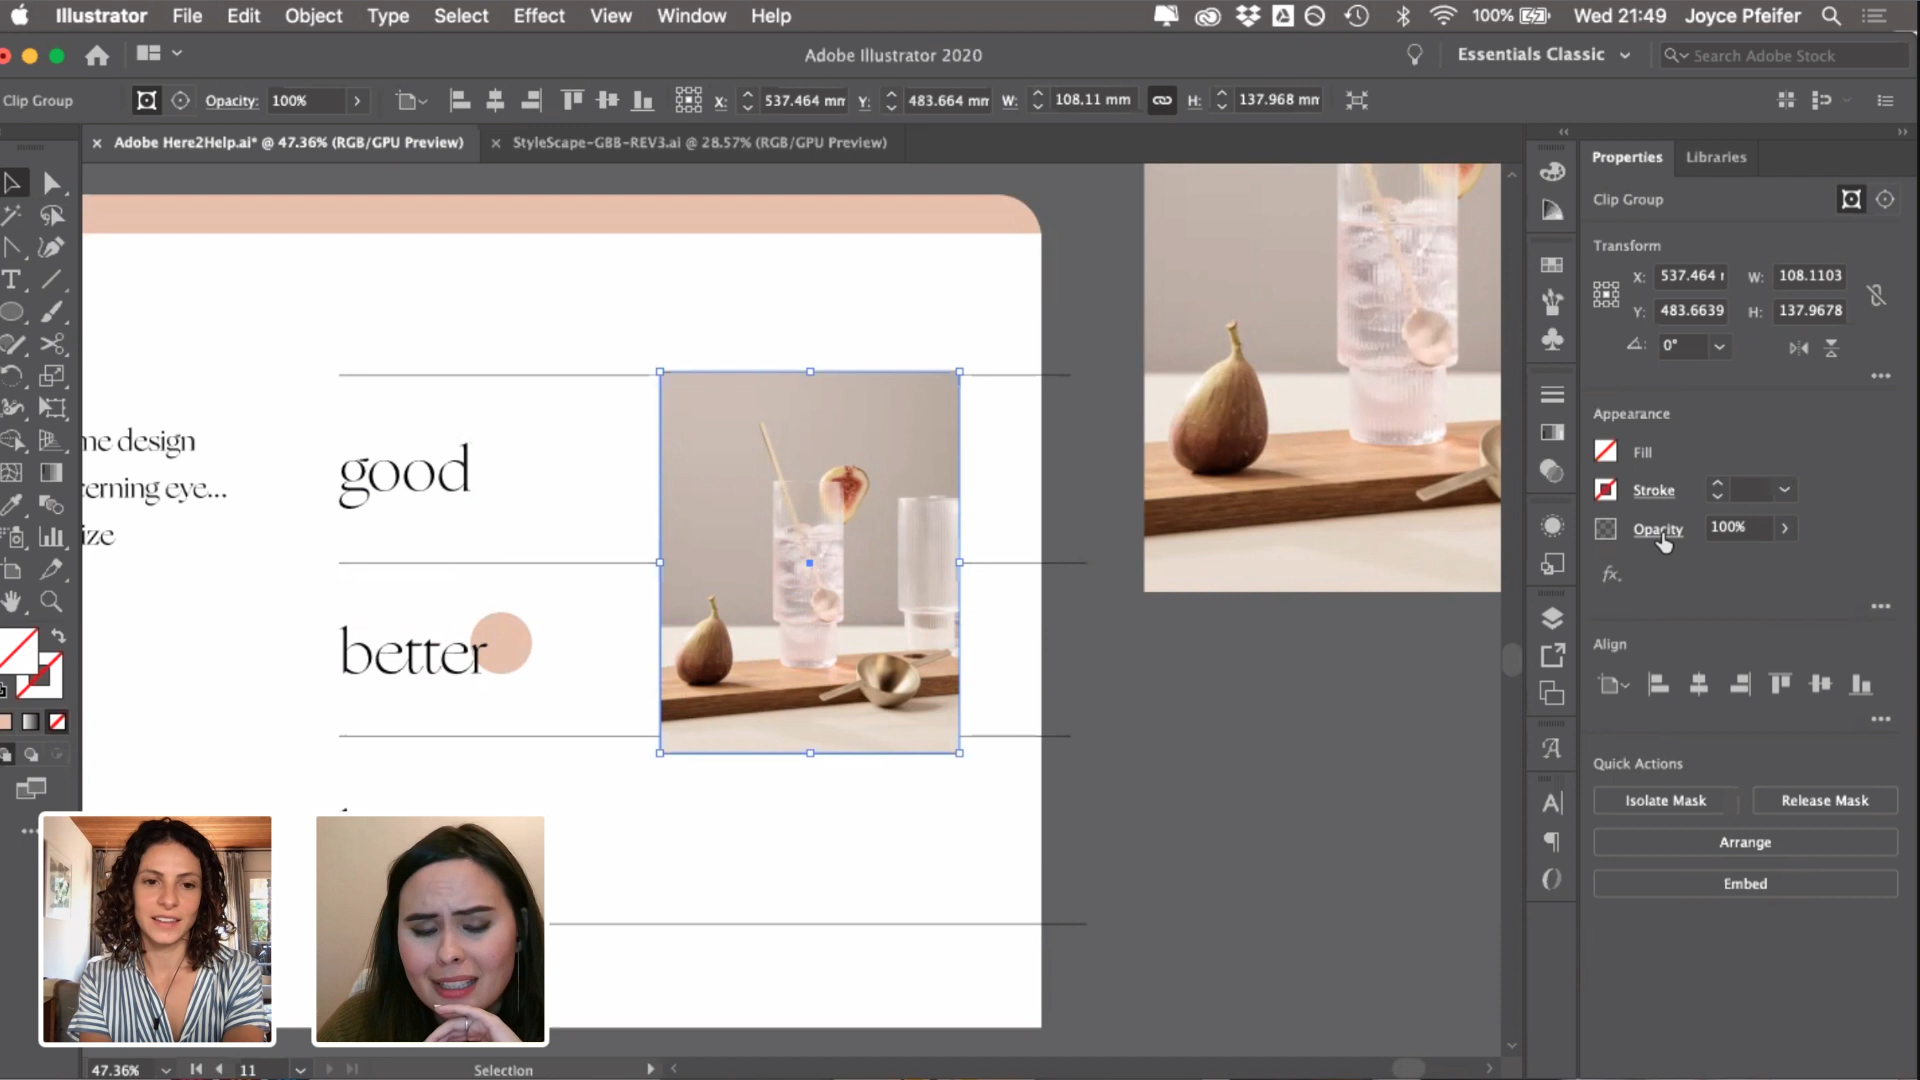 Illustrator File Edit Object Type Select Effect View Window Help 100% Wed 21:49 Joyce Pfeifer
Adobe Illustrator 2020 Essentials Classic Search Adobe Stock
Clip Group Opacity: 100% X: 537.464 mm Y: 483.664 mm W: 108.11 mm H: 137.968 mm
Adobe Here2Help.ai* @ 47.36% (RGB/GPU Preview) StyleScape-GBB-REV3.ai @ 28.57% (RGB/GPU Preview)
Properties Libraries
Clip Group
Transform
X: 537.464 W: 108.1103
Y: 483.6639 H: 137.9678
0°
Appearance
Fill
Stroke
Opacity 100%
fx.
Align
Quick Actions
Isolate Mask Release Mask
Arrange
Embed
design
eye...
good
better
47.36% 11 Selection